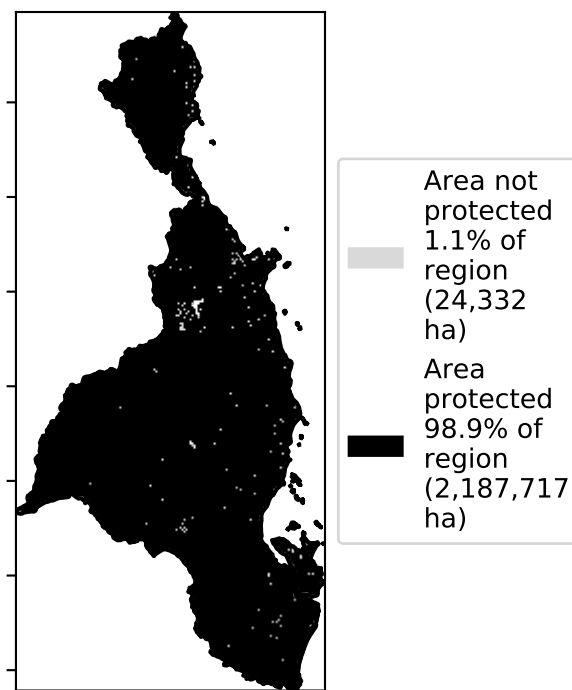 Area not
protected
1.1% of
region
(24,332
ha)
Area
protected
98.9% of
region
(2,187,717
ha)